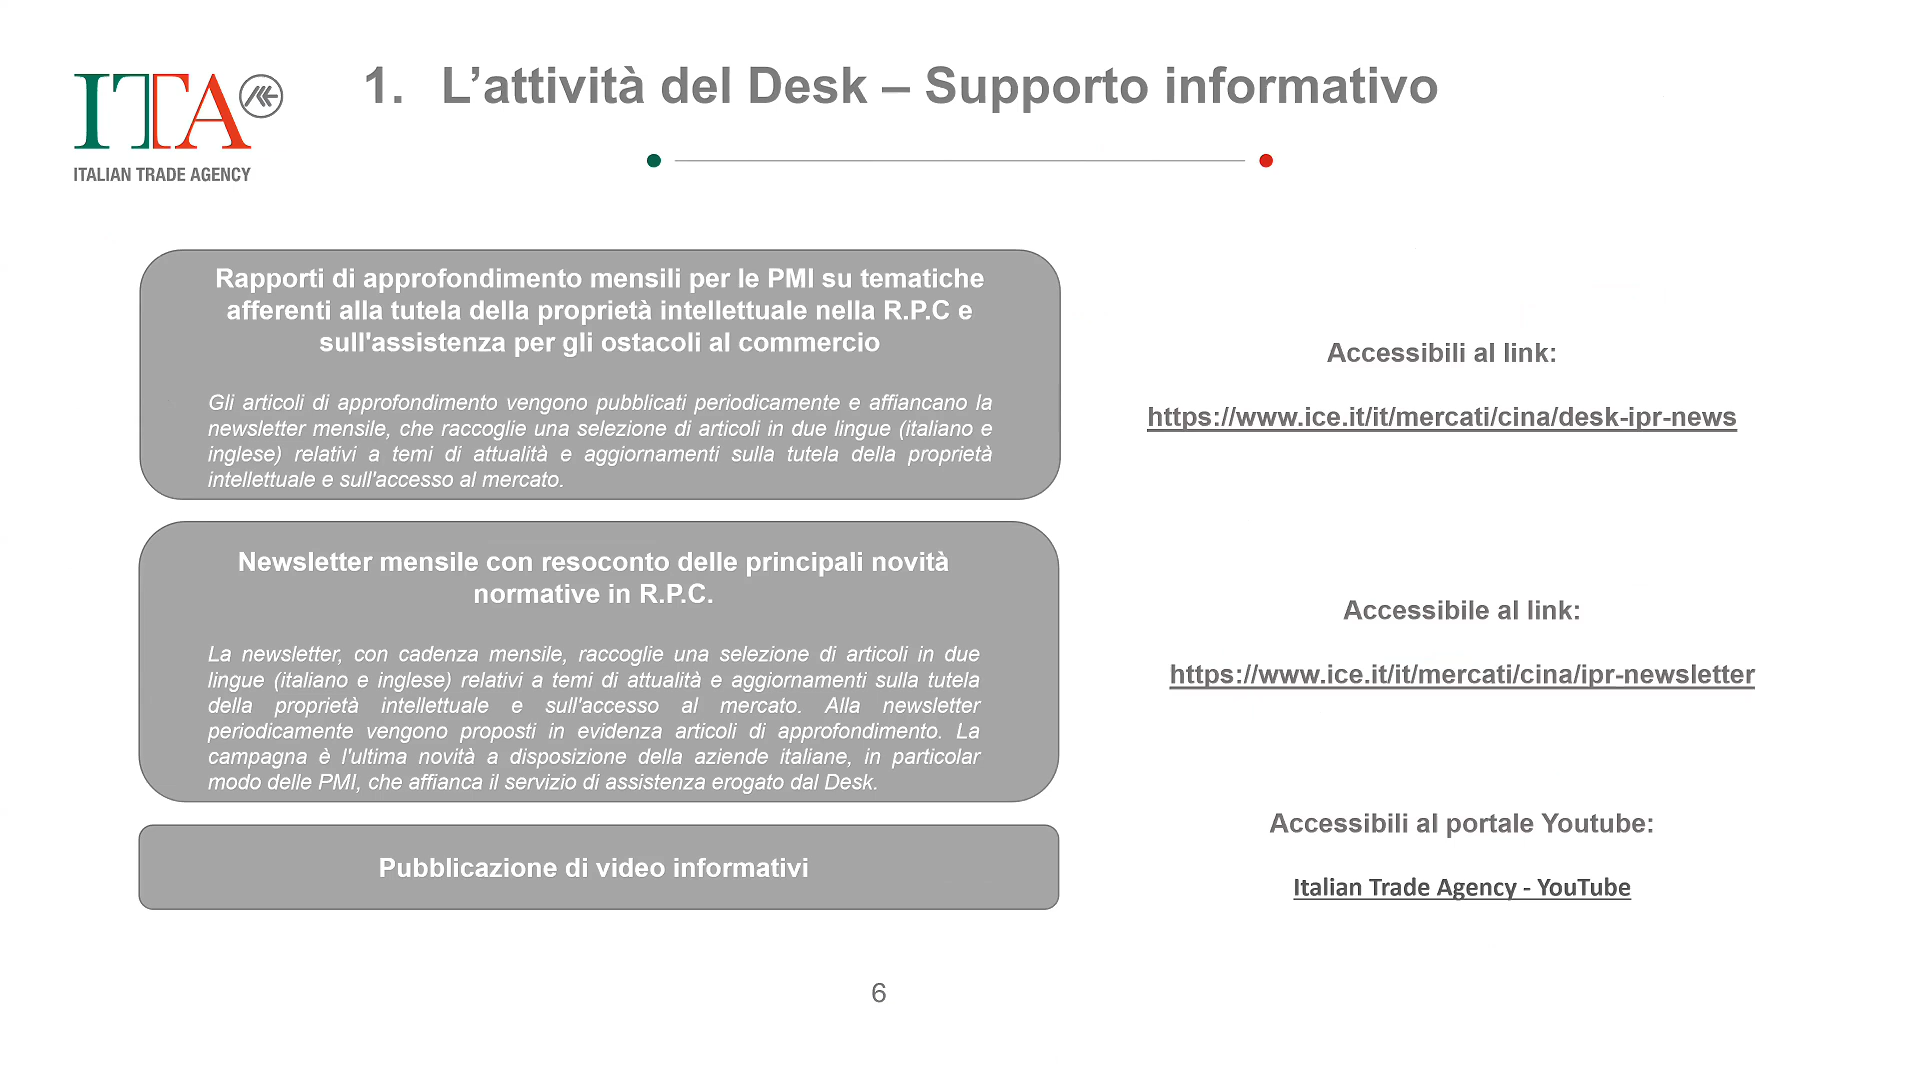 ITA
ITALIAN TRADE AGENCY
1. L’attività del Desk – Supporto informativo
Rapporti di approfondimento mensili per le PMI su tematiche
afferenti alla tutela della proprietà intellettuale nella R.P.C e
sull'assistenza per gli ostacoli al commercio
Gli articoli di approfondimento vengono pubblicati periodicamente e affiancano la
newsletter mensile, che raccoglie una selezione di articoli in due lingue (italiano e
inglese) relativi a temi di attualità e aggiornamenti sulla tutela della proprietà
intellettuale e sull'accesso al mercato.
Accessibili al link:
https://www.ice.it/it/mercati/cina/desk-ipr-news
Newsletter mensile con resoconto delle principali novità
normative in R.P.C.
La newsletter, con cadenza mensile, raccoglie una selezione di articoli in due
lingue (italiano e inglese) relativi a temi di attualità e aggiornamenti sulla tutela
della proprietà intellettuale e sull'accesso al mercato. Alla newsletter
periodicamente vengono proposti in evidenza articoli di approfondimento. La
campagna è l'ultima novità a disposizione della aziende italiane, in particolar
modo delle PMI, che affianca il servizio di assistenza erogato dal Desk.
Accessibile al link:
https://www.ice.it/it/mercati/cina/ipr-newsletter
Pubblicazione di video informativi
Accessibili al portale Youtube:
Italian Trade Agency - YouTube
6